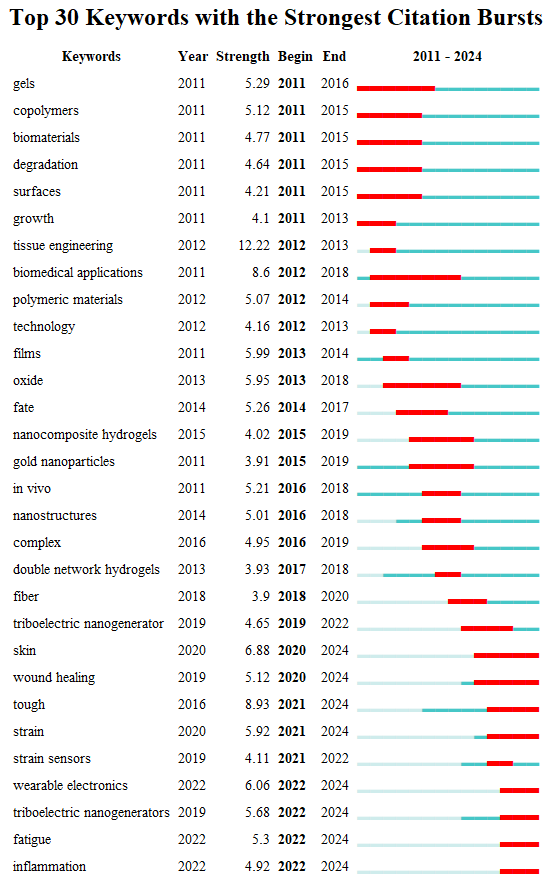 Top 30 Keywords with the Strongest Citation Bursts
Keywords Year Strength Begin End 2011 - 2024
gels 2011 5.29 2011 2016
copolymers 2011 5.12 2011 2015
biomaterials 2011 4.77 2011 2015
degradation 2011 4.64 2011 2015
surfaces 2011 4.21 2011 2015
growth 2011 4.1 2011 2013
tissue engineering 2012 12.22 2012 2013
biomedical applications 2011 8.6 2012 2018
polymeric materials 2012 5.07 2012 2014
technology 2012 4.16 2012 2013
films 2011 5.99 2013 2014
oxide 2013 5.95 2013 2018
fate 2014 5.26 2014 2017
nanocomposite hydrogels 2015 4.02 2015 2019
gold nanoparticles 2011 3.91 2015 2019
in vivo 2011 5.21 2016 2018
nanostructures 2014 5.01 2016 2018
complex 2016 4.95 2016 2019
double network hydrogels 2013 3.93 2017 2018
fiber 2018 3.9 2018 2020
triboelectric nanogenerator 2019 4.65 2019 2022
skin 2020 6.88 2020 2024
wound healing 2019 5.12 2020 2024
tough 2016 8.93 2021 2024
strain 2020 5.92 2021 2024
strain sensors 2019 4.11 2021 2022
wearable electronics 2022 6.06 2022 2024
triboelectric nanogenerators 2019 5.68 2022 2024
fatigue 2022 5.3 2022 2024
inflammation 2022 4.92 2022 2024